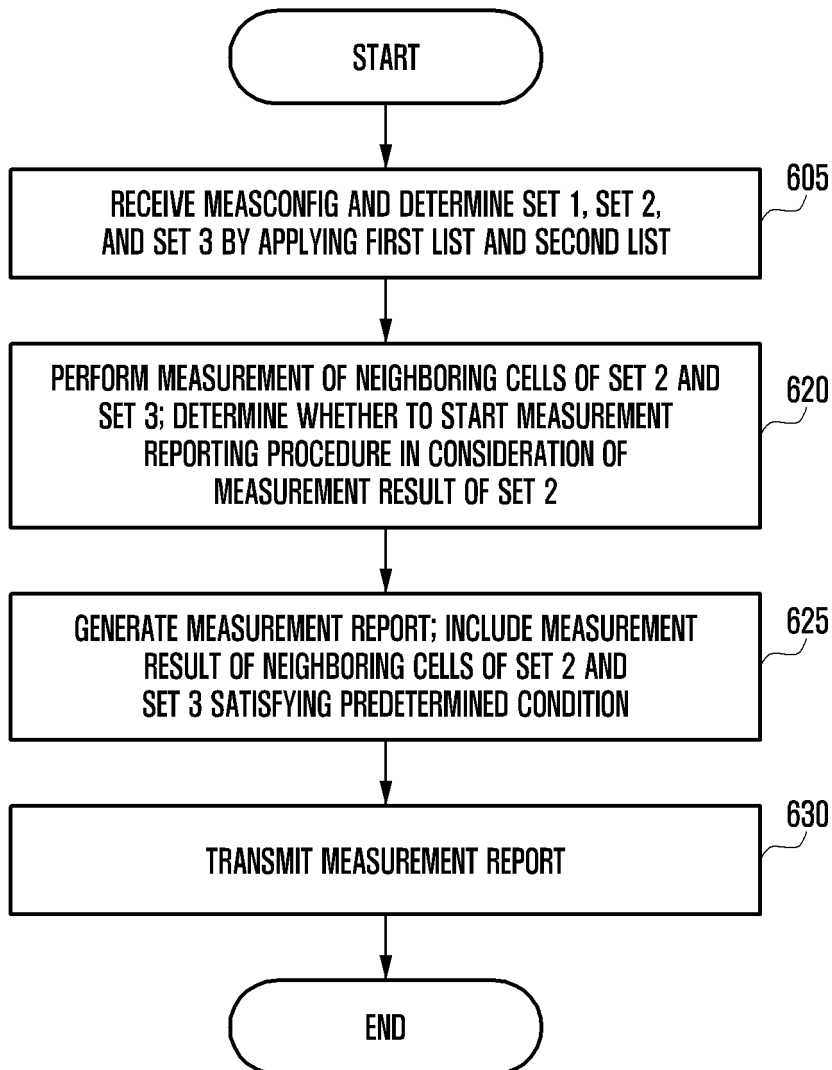 START
605
RECEIVE MEASCONFIG AND DETERMINE SET 1, SET 2,
AND SET 3 BY APPLYING FIRST LIST AND SECOND LIST
620
PERFORM MEASUREMENT OF NEIGHBORING CELLS OF SET 2 AND
SET 3; DETERMINE WHETHER TO START MEASUREMENT
REPORTING PROCEDURE IN CONSIDERATION OF
MEASUREMENT RESULT OF SET 2
625
GENERATE MEASUREMENT REPORT; INCLUDE MEASUREMENT
RESULT OF NEIGHBORING CELLS OF SET 2 AND
SET 3 SATISFYING PREDETERMINED CONDITION
630
TRANSMIT MEASUREMENT REPORT
END